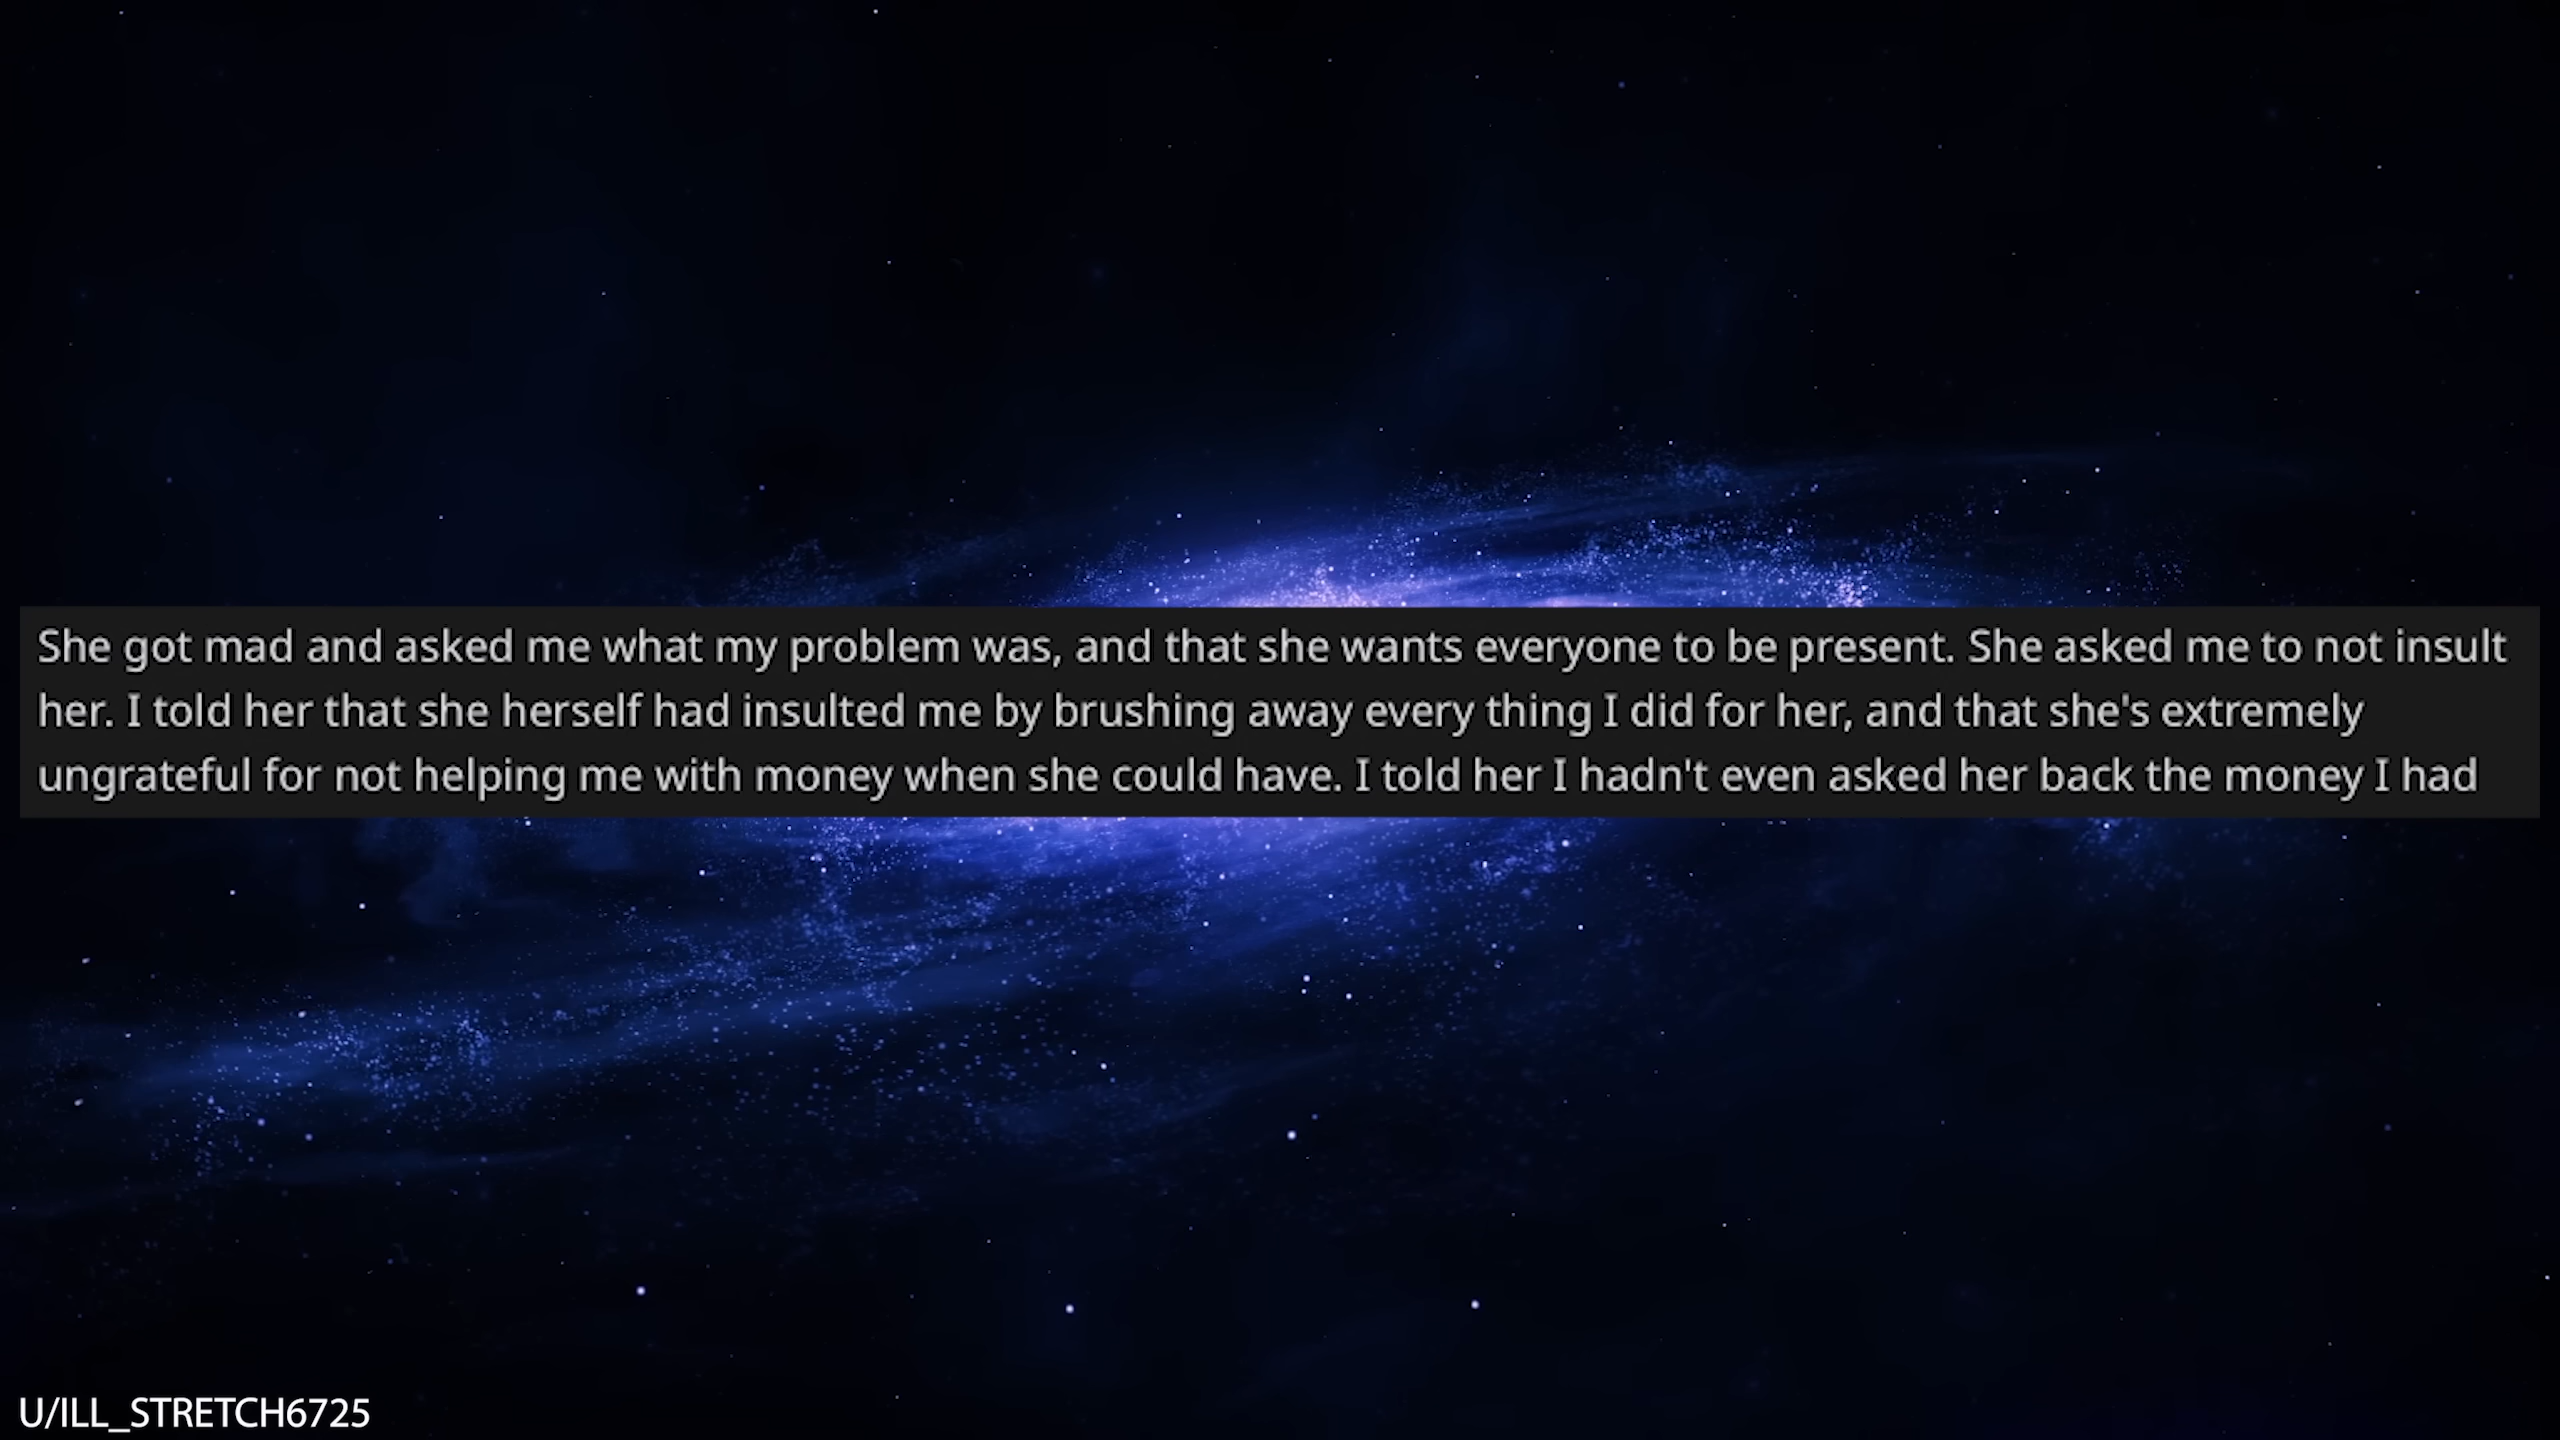 She got mad and asked me what my problem was, and that she wants everyone to be present. She asked me to not insult
her. I told her that she herself had insulted me by brushing away every thing I did for her, and that she's extremely
ungrateful for not helping me with money when she could have. I told her I hadn't even asked her back the money I had
U/ILL_STRETCH6725